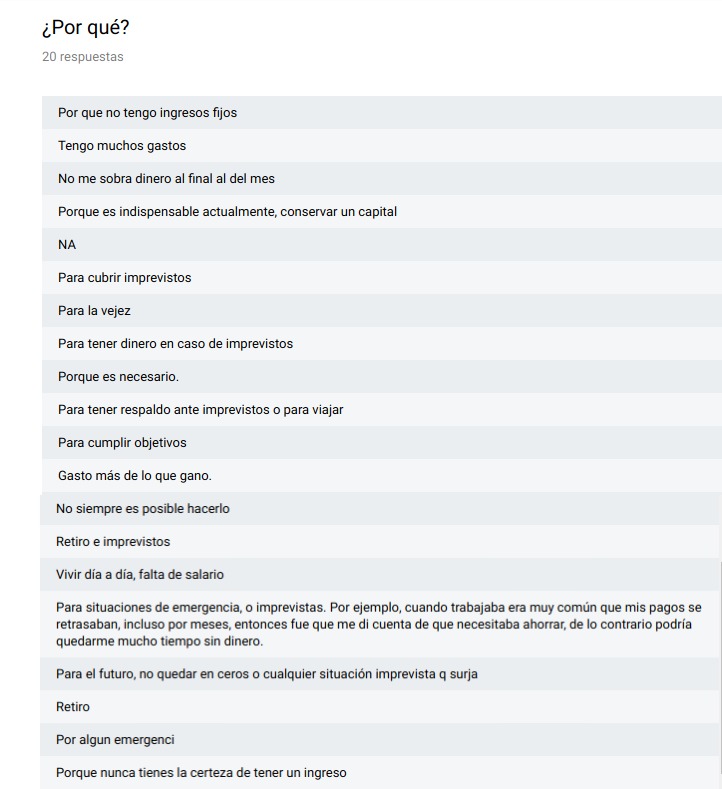 ¿Por qué?
20 respuestas
Por que no tengo ingresos fijos
Tengo muchos gastos
No me sobra dinero al final al del mes
Porque es indispensable actualmente, conservar un capital
NA
Para cubrir imprevistos
Para la vejez
Para tener dinero en caso de imprevistos
Porque es necesario.
Para tener respaldo ante imprevistos o para viajar
Para cumplir objetivos
Gasto más de lo que gano.
No siempre es posible hacerlo
Retiro e imprevistos
Vivir día a día, falta de salario
Para situaciones de emergencia, o imprevistas. Por ejemplo, cuando trabajaba era muy común que mis pagos se
retrasaban, incluso por meses, entonces fue que me di cuenta de que necesitaba ahorrar, de lo contrario podría
quedarme mucho tiempo sin dinero.
Para el futuro, no quedar en ceros o cualquier situación imprevista q surja
Retiro
Por algun emergenci
Porque nunca tienes la certeza de tener un ingreso